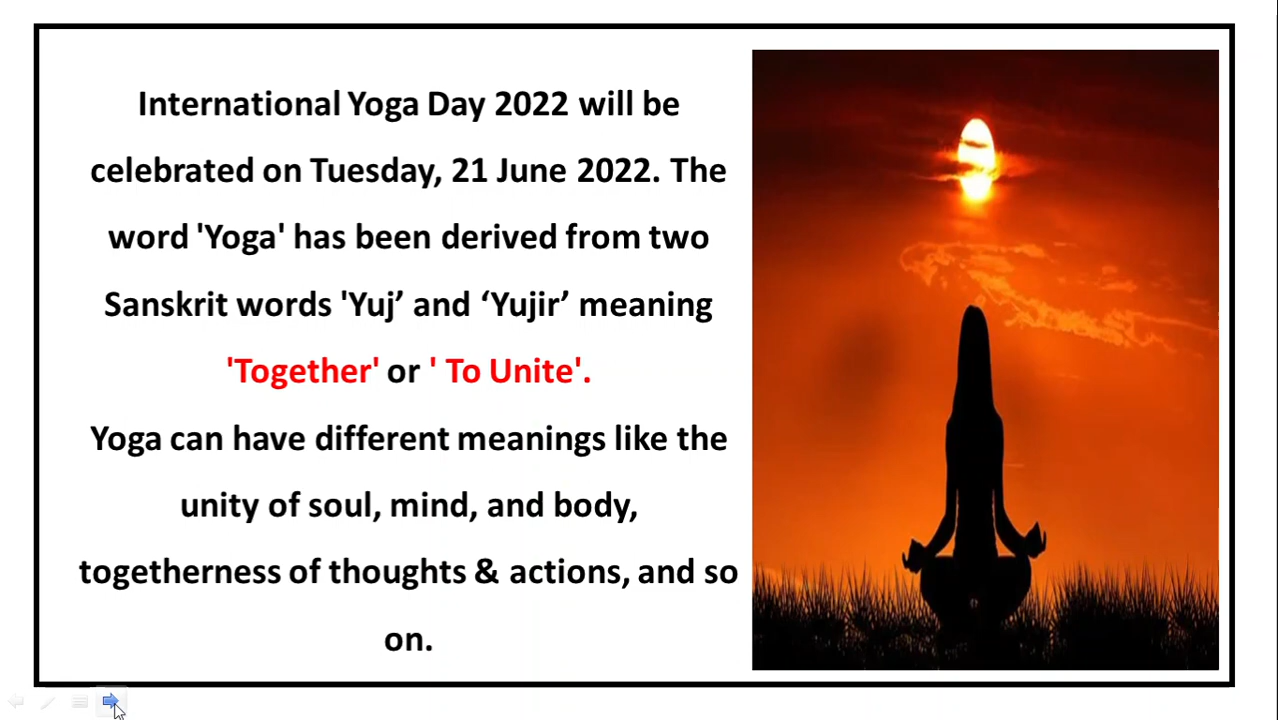 International Yoga Day 2022 will be
celebrated on Tuesday, 21 June 2022. The
word 'Yoga' has been derived from two
Sanskrit words 'Yuj’ and ‘Yujir’ meaning
'Together' or ' To Unite'.
Yoga can have different meanings like the
unity of soul, mind, and body,
togetherness of thoughts & actions, and so
on.